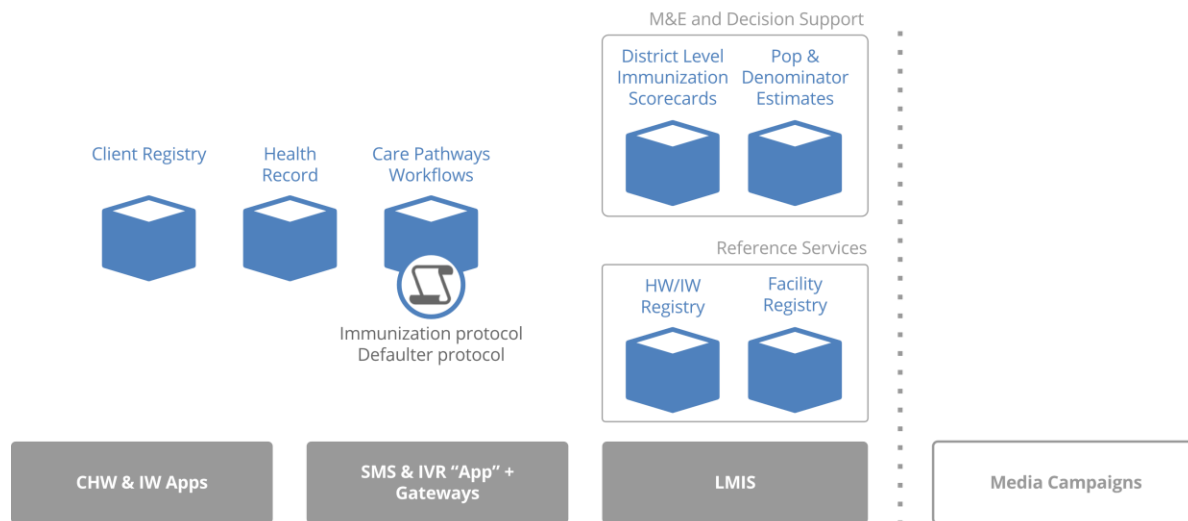 M&E and Decision Support
District Level
Immunization
Scorecards
Pop &
Denominator
Estimates
Client Registry
Health
Record
Care Pathways
Workflows
Immunization protocol
Defaulter protocol
Reference Services
HW/IW
Registry
Facility
Registry
CHW & IW Apps
SMS & IVR “App” +
Gateways
LMIS
Media Campaigns